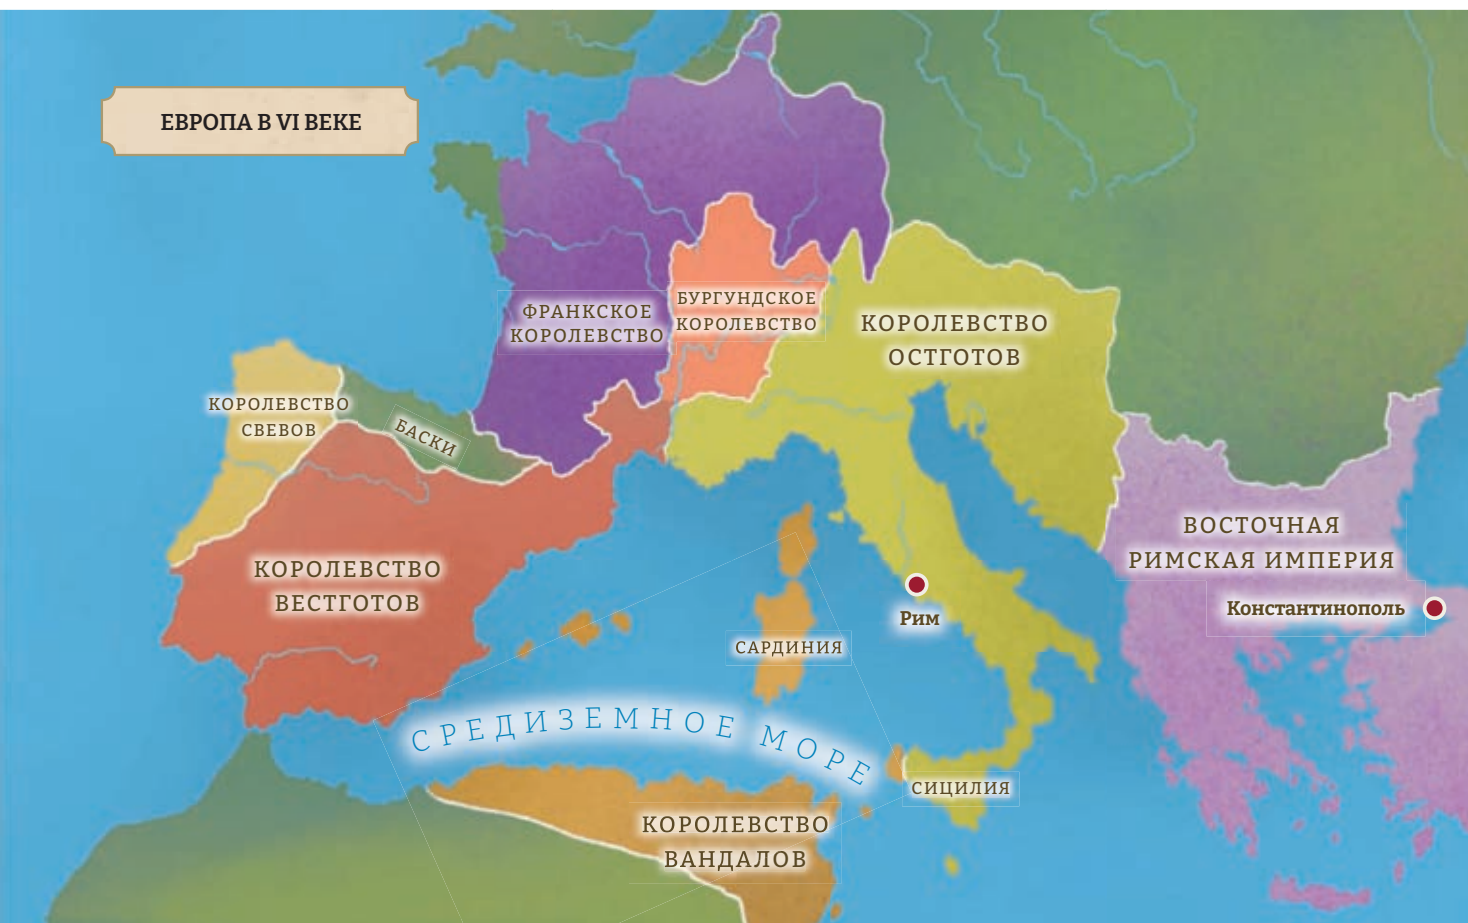 ЕВРОПА В VI ВЕКЕ
ФРАНКСКОЕ
КОРОЛЕВСТВО
БУРГУНДСКОЕ
КОРОЛЕВСТВО
КОРОЛЕВСТВО
ОСТГОТОВ
КОРОЛЕВСТВО
СВЕВОВ
БАСКИ
КОРОЛЕВСТВО
ВЕСТГОТОВ
ВОСТОЧНАЯ
РИМСКАЯ ИМПЕРИЯ
Константинополь
Рим
САРДИНИЯ
СРЕДИЗЕМНОЕ МОРЕ
СИЦИЛИЯ
КОРОЛЕВСТВО
ВАНДАЛОВ